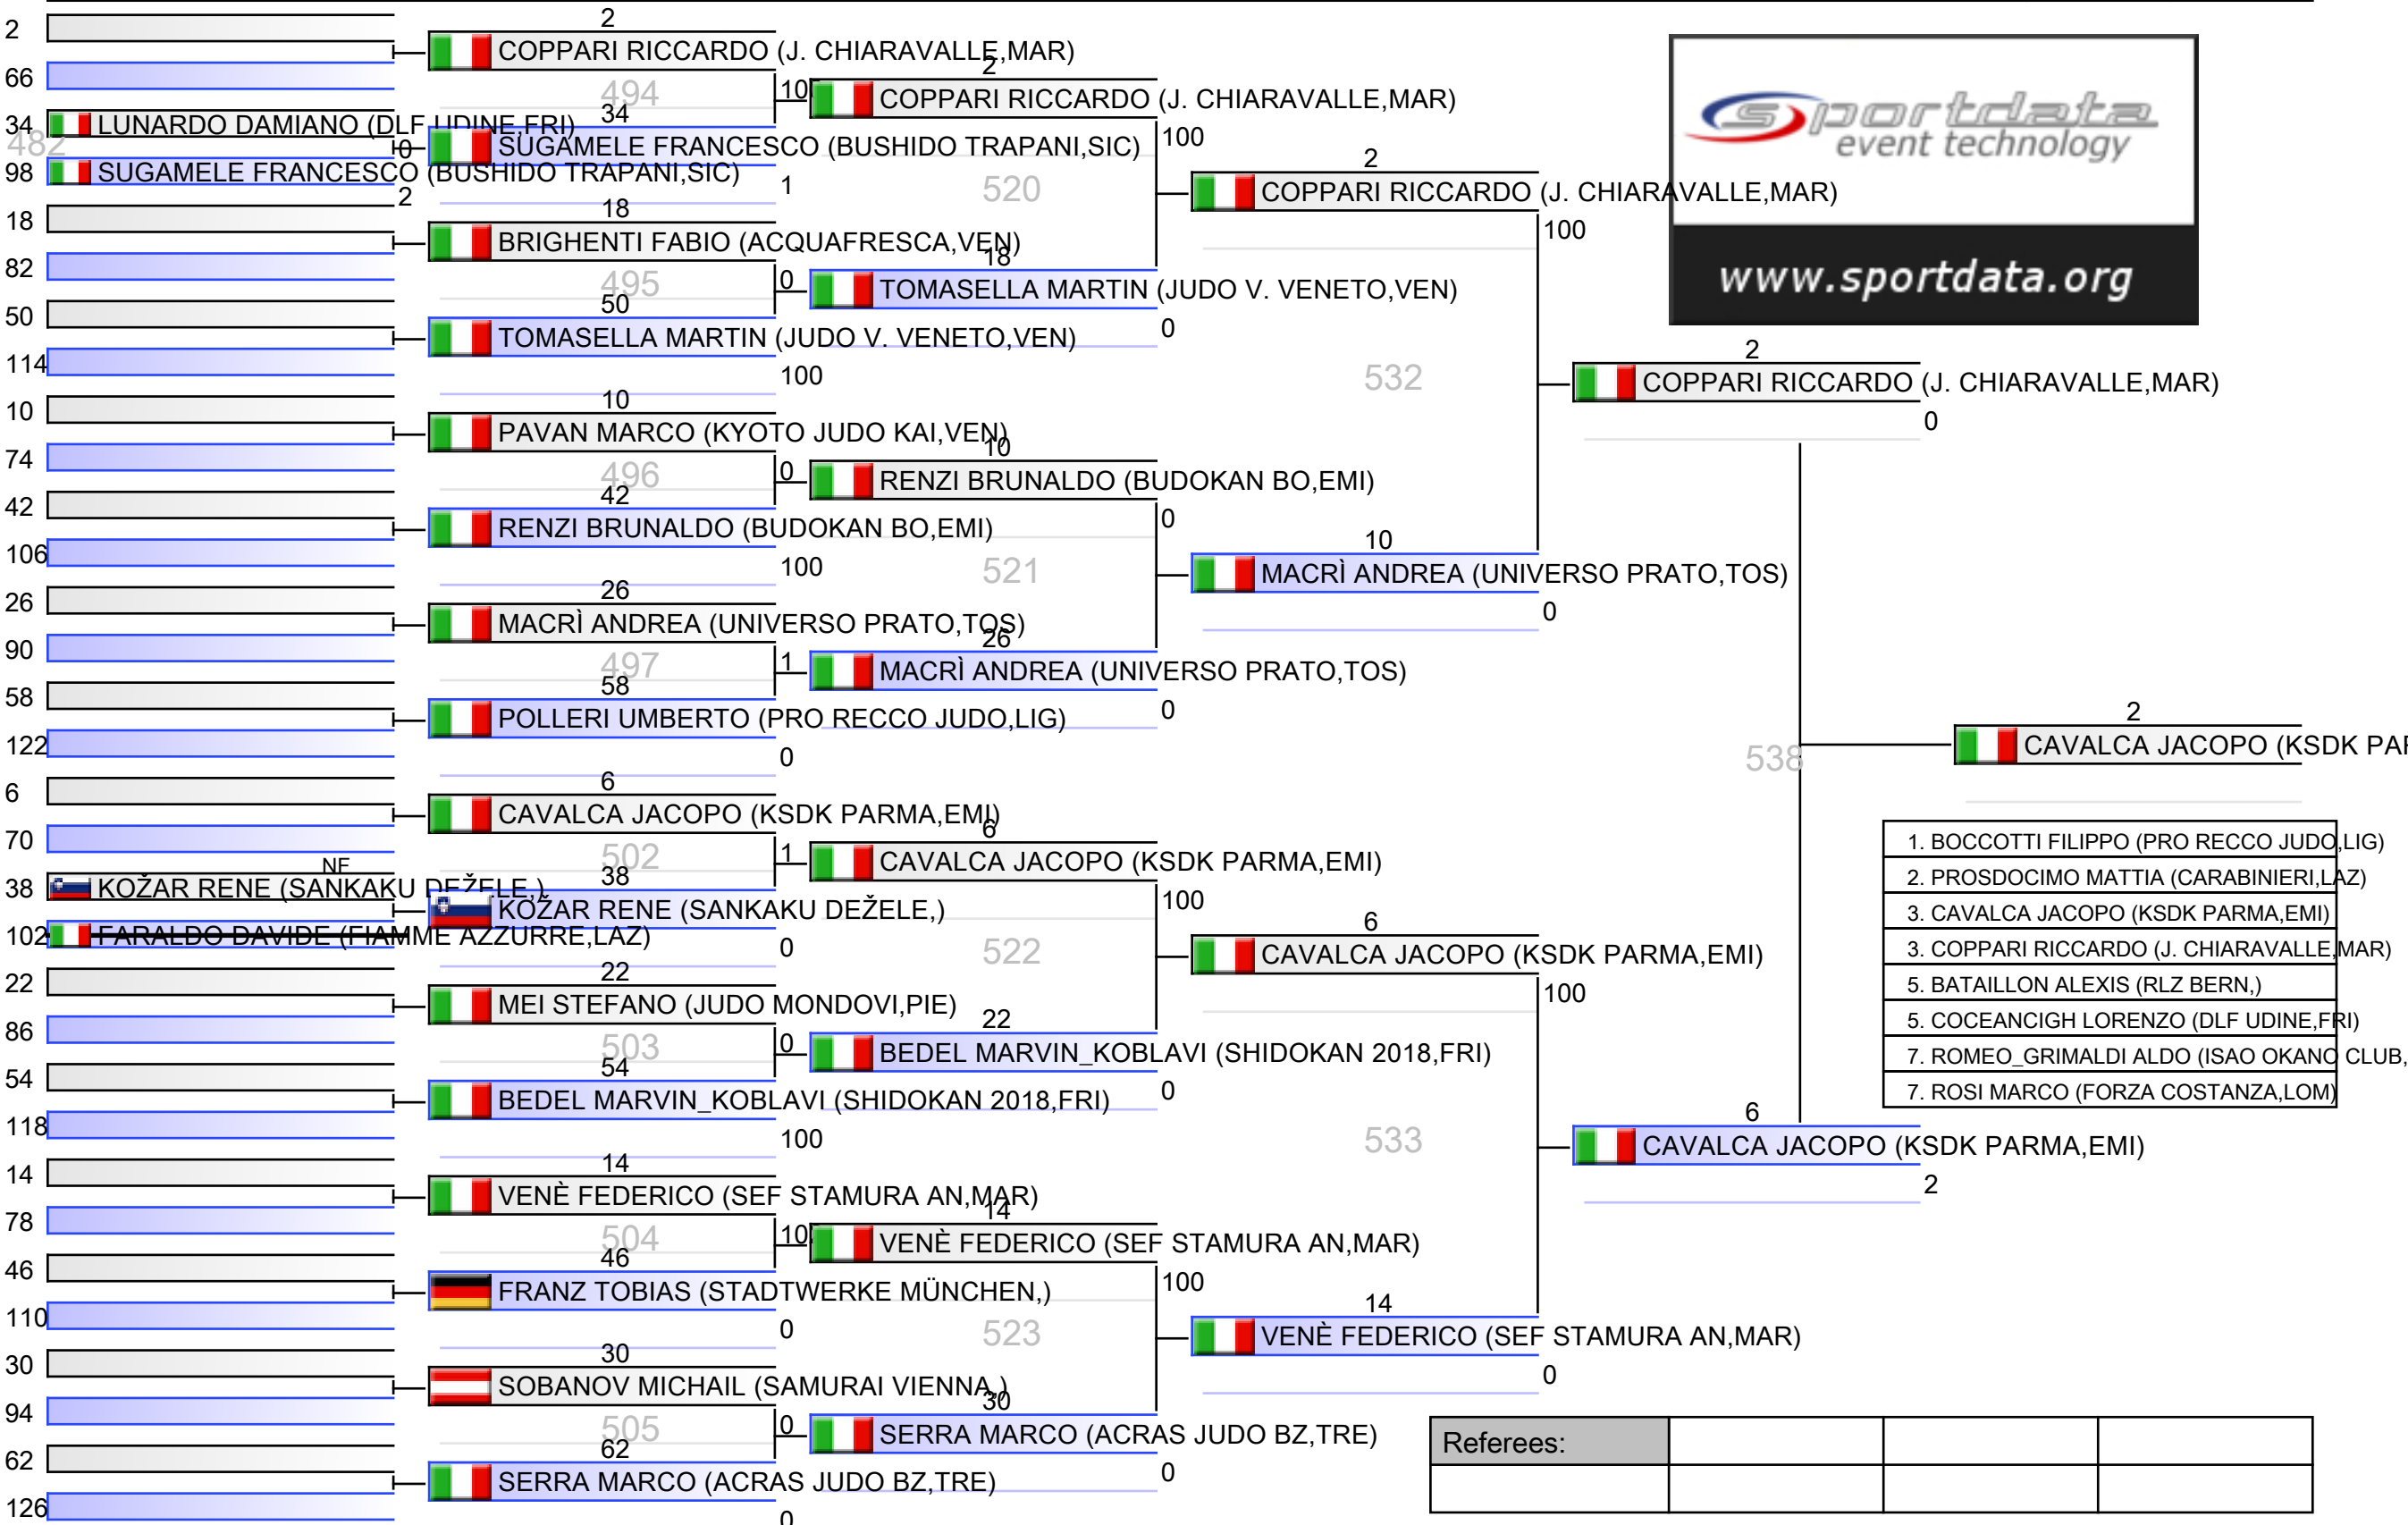 2
66
34 LUNARDO DAMIANO (DLF UDINE,FRI)
482
0
98 SUGAMELE FRANCESCO (BUSHIDO TRAPANI,SIC)
2
18
82
50
114
10
74
42
106
26
90
58
122
6
70
NF
38 KOŽAR RENE (SANKAKU DEŽELE,)
102 FARALDO DAVIDE (FIAMME AZZURRE,LAZ)
22
86
54
118
14
78
46
110
30
94
62
126
2
COPPARI RICCARDO (J. CHIARAVALLE,MAR)
494
10
34
SUGAMELE FRANCESCO (BUSHIDO TRAPANI,SIC)
1
18
BRIGHENTI FABIO (ACQUAFRESCA,VEN)
495
0
50
TOMASELLA MARTIN (JUDO V. VENETO,VEN)
100
10
PAVAN MARCO (KYOTO JUDO KAI,VEN)
496
0
42
RENZI BRUNALDO (BUDOKAN BO,EMI)
100
26
MACRÌ ANDREA (UNIVERSO PRATO,TOS)
497
1
58
POLLERI UMBERTO (PRO RECCO JUDO,LIG)
0
6
CAVALCA JACOPO (KSDK PARMA,EMI)
502
1
38
KOŽAR RENE (SANKAKU DEŽELE,)
0
22
MEI STEFANO (JUDO MONDOVI,PIE)
503
0
54
BEDEL MARVIN_KOBLAVI (SHIDOKAN 2018,FRI)
100
14
VENÈ FEDERICO (SEF STAMURA AN,MAR)
504
10
46
FRANZ TOBIAS (STADTWERKE MÜNCHEN,)
0
30
SOBANOV MICHAIL (SAMURAI VIENNA,)
505
0
62
SERRA MARCO (ACRAS JUDO BZ,TRE)
0
2
COPPARI RICCARDO (J. CHIARAVALLE,MAR)
100
520
18
TOMASELLA MARTIN (JUDO V. VENETO,VEN)
0
10
RENZI BRUNALDO (BUDOKAN BO,EMI)
0
521
26
MACRÌ ANDREA (UNIVERSO PRATO,TOS)
0
6
CAVALCA JACOPO (KSDK PARMA,EMI)
100
522
22
BEDEL MARVIN_KOBLAVI (SHIDOKAN 2018,FRI)
0
14
VENÈ FEDERICO (SEF STAMURA AN,MAR)
100
523
30
SERRA MARCO (ACRAS JUDO BZ,TRE)
0
2
COPPARI RICCARDO (J. CHIARAVALLE,MAR)
100
532
10
MACRÌ ANDREA (UNIVERSO PRATO,TOS)
0
6
CAVALCA JACOPO (KSDK PARMA,EMI)
100
533
14
VENÈ FEDERICO (SEF STAMURA AN,MAR)
0
sportdata
event technology
www.sportdata.org
2
COPPARI RICCARDO (J. CHIARAVALLE,MAR)
0
538
6
CAVALCA JACOPO (KSDK PARMA,EMI)
2
2
CAVALCA JACOPO (KSDK
1. BOCCOTTI FILIPPO (PRO RECCO JUDO,LIG)
2. PROSDOCIMO MATTIA (CARABINIERI,LAZ)
3. CAVALCA JACOPO (KSDK PARMA,EMI)
3. COPPARI RICCARDO (J. CHIARAVALLE,MAR)
5. BATAILLON ALEXIS (RLZ BERN,)
5. COCEANCIGH LORENZO (DLF UDINE,FRI)
7. ROMEO_GRIMALDI ALDO (ISAO OKANO CLUB,
7. ROSI MARCO (FORZA COSTANZA,LOM)
Referees: